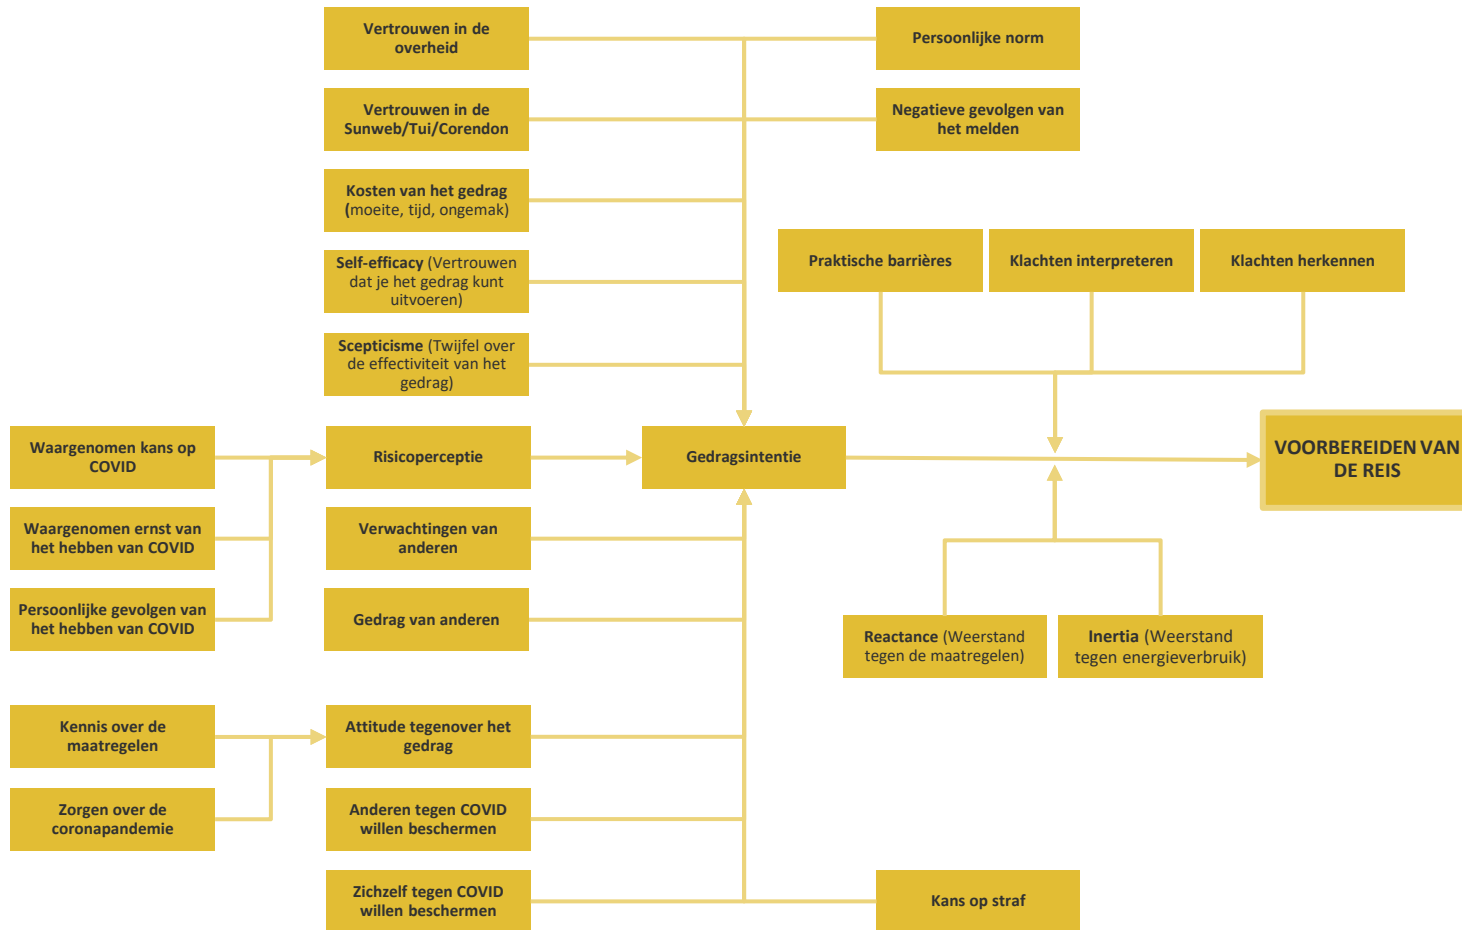 Vertrouwen in de
overheid
Persoonlijke norm
Vertrouwen in de
Sunweb/Tui/Corendon
Negatieve gevolgen van
het melden
Kosten van het gedrag
(moeite, tijd, ongemak)
Self-efficacy (Vertrouwen
dat je het gedrag kunt
uitvoeren)
Praktische barrières
Klachten interpreteren
Klachten herkennen
Scepticisme (Twijfel over
de effectiviteit van het
gedrag)
Waargenomen kans op
COVID
Risicoperceptie
Gedragsintentie
VOORBEREIDEN VAN
DE REIS
Waargenomen ernst van
het hebben van COVID
Verwachtingen van
anderen
Persoonlijke gevolgen van
het hebben van COVID
Gedrag van anderen
Reactance (Weerstand
tegen de maatregelen)
Inertia (Weerstand
tegen energieverbruik)
Kennis over de
maatregelen
Attitude tegenover het
gedrag
Zorgen over de
coronapandemie
Anderen tegen COVID
willen beschermen
Zichzelf tegen COVID
willen beschermen
Kans op straf